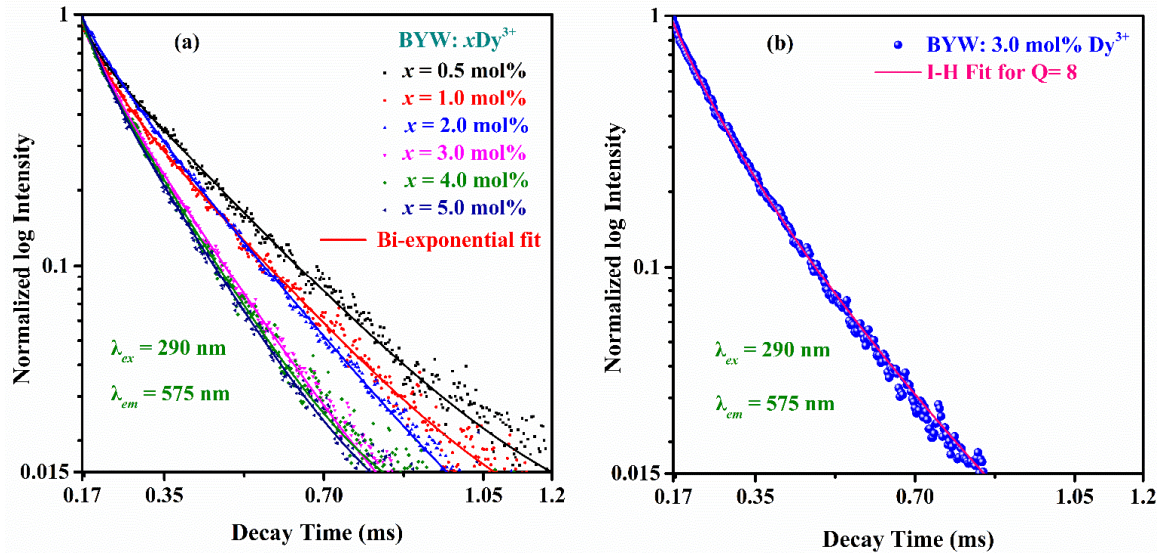 (a)
BYW: xDy³⁺
x = 0.5 mol%
x = 1.0 mol%
x = 2.0 mol%
x = 3.0 mol%
x = 4.0 mol%
x = 5.0 mol%
Bi-exponential fit
λex = 290 nm
λem = 575 nm
Normalized log Intensity
1
0.1
0.015
0.17 0.35 0.70 1.05 1.2
Decay Time (ms)
(b)
BYW: 3.0 mol% Dy³⁺
I-H Fit for Q= 8
λex = 290 nm
λem = 575 nm
Normalized log Intensity
1
0.1
0.015
0.17 0.35 0.70 1.05 1.2
Decay Time (ms)